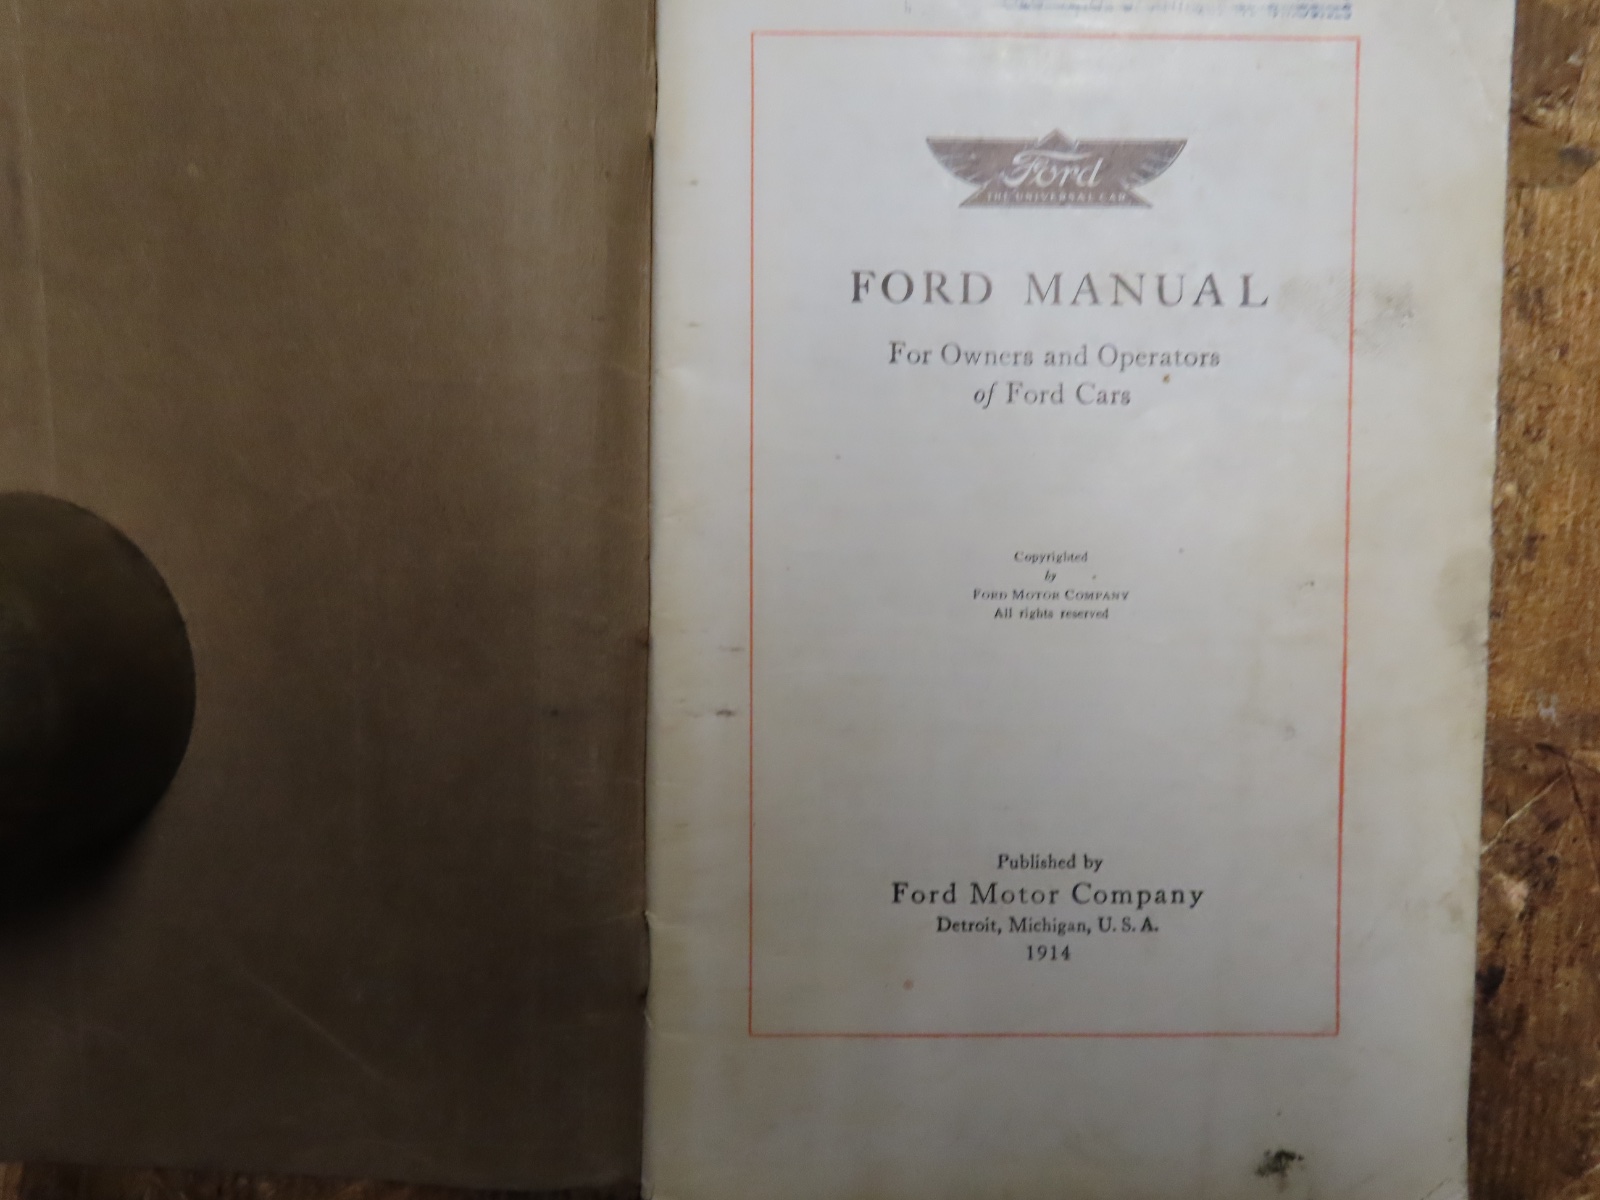 Ford
THE UNIVERSAL CAR
FORD MANUAL
For Owners and Operators
of Ford Cars
Copyrighted
by
FORD MOTOR COMPANY
All rights reserved
Published by
Ford Motor Company
Detroit, Michigan, U. S. A.
1914